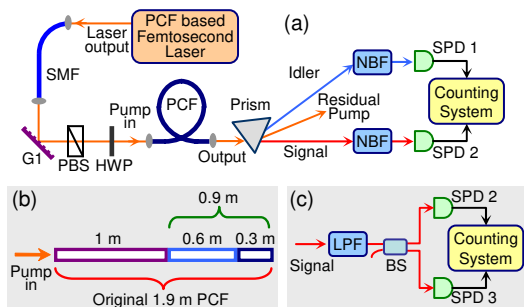 PCF based
Femtosecond
Laser
Laser
output
(a)
SMF
G1
PBS
HWP
Pump
in
PCF
Output
Prism
Idler
Residual
Pump
Signal
NBF
NBF
SPD 1
SPD 2
Counting
System
(b)
0.9 m
1 m
0.6 m
0.3 m
Pump
in
Original 1.9 m PCF
(c)
Signal
LPF
BS
SPD 2
SPD 3
Counting
System